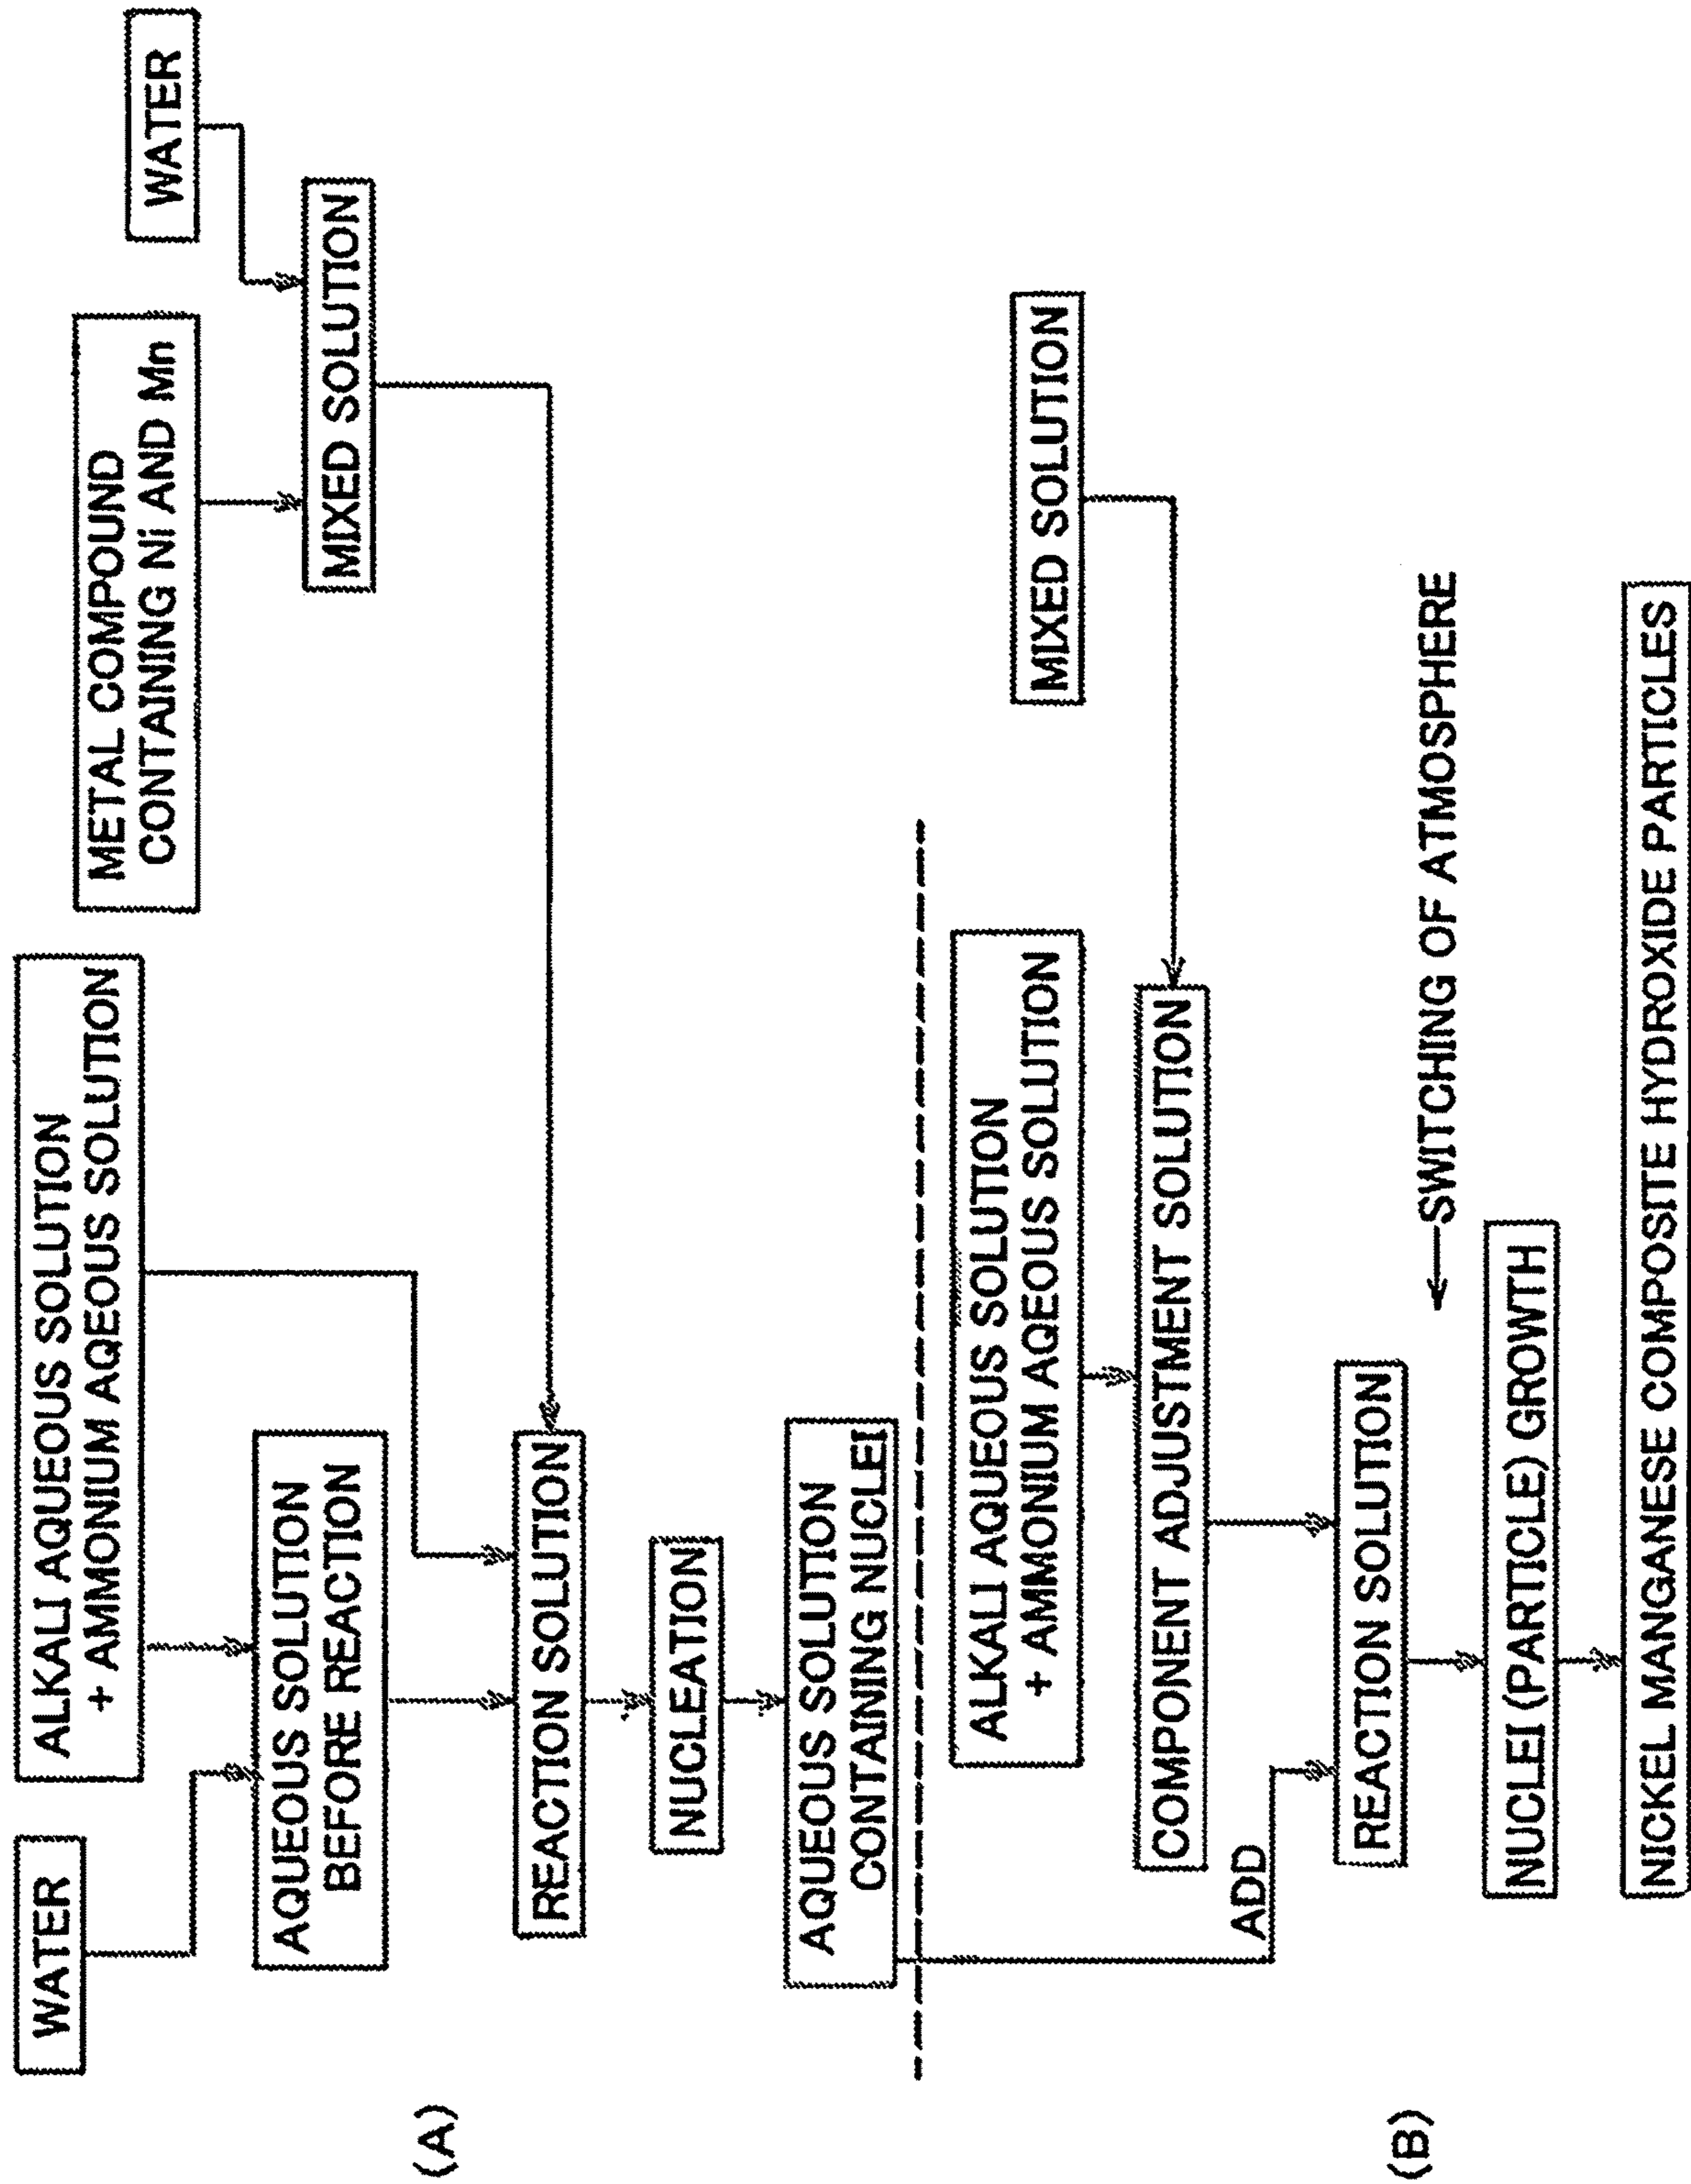 (A)
WATER
ALKALI AQUEOUS SOLUTION
+ AMMONIUM AQEOUS SOLUTION
METAL COMPOUND
CONTAINING Ni AND Mn
WATER
AQUEOUS SOLUTION
BEFORE REACTION
MIXED SOLUTION
REACTION SOLUTION
NUCLEATION
AQUEOUS SOLUTION
CONTAINING NUCLEI
(B)
ALKALI AQUEOUS SOLUTION
+ AMMONIUM AQEOUS SOLUTION
MIXED SOLUTION
COMPONENT ADJUSTMENT SOLUTION
ADD
REACTION SOLUTION
SWITCHING OF ATMOSPHERE
NUCLEI (PARTICLE) GROWTH
NICKEL MANGANESE COMPOSITE HYDROXIDE PARTICLES